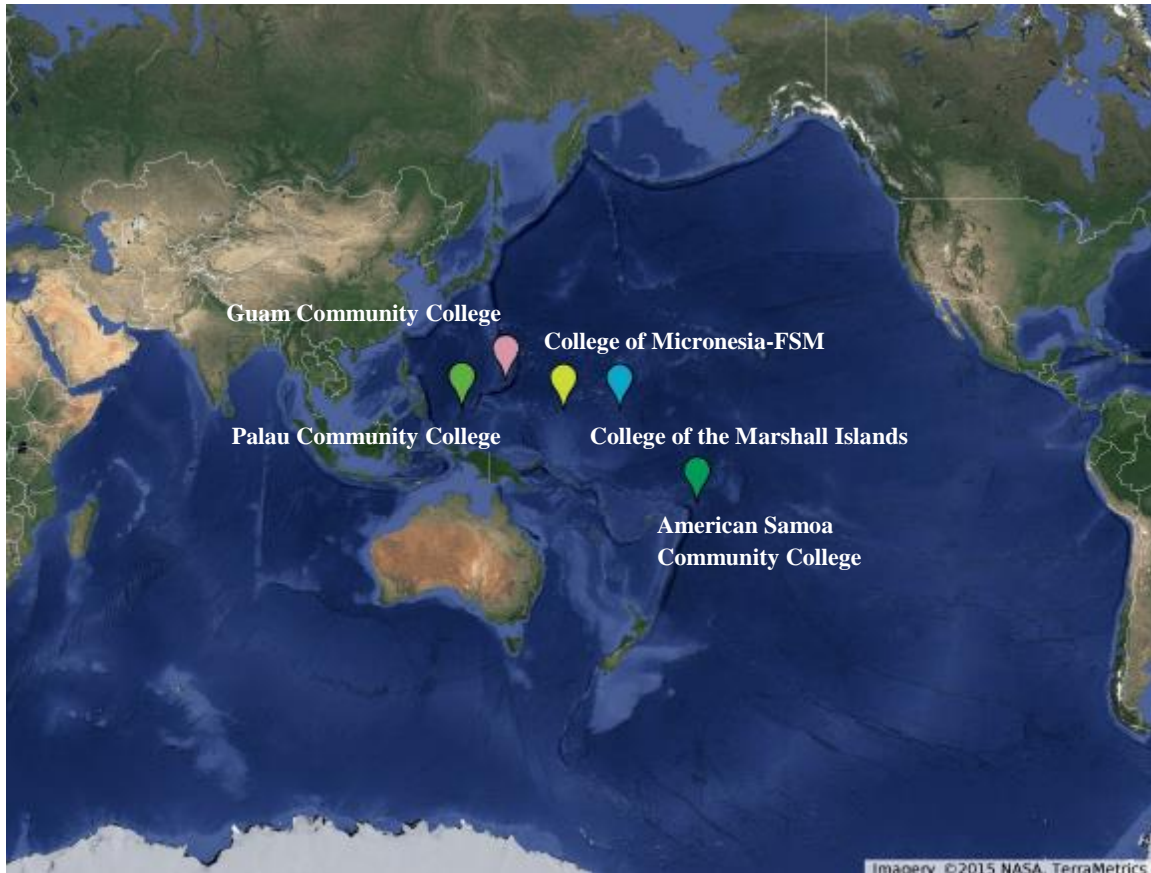 Guam Community College
College of Micronesia-FSM
Palau Community College
College of the Marshall Islands
American Samoa
Community College
Imagery ©2015 NASA, TerraMetrics